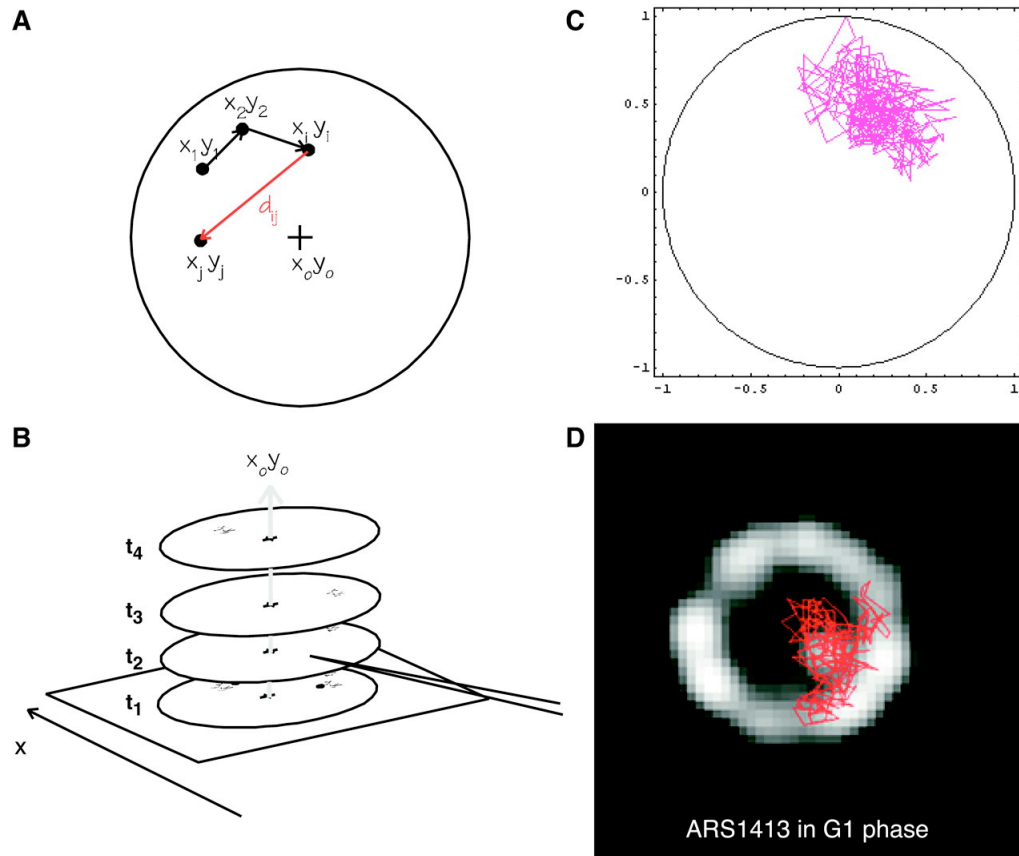 A
x₂y₂
x₁y₁
xᵢyᵢ
dᵢⱼ
xⱼyⱼ
xₒyₒ
B
xₒyₒ
t₄
t₃
t₂
t₁
x
C
1
0.5
0
-0.5
-1
-1
-0.5
0
0.5
1
D
ARS1413 in G1 phase